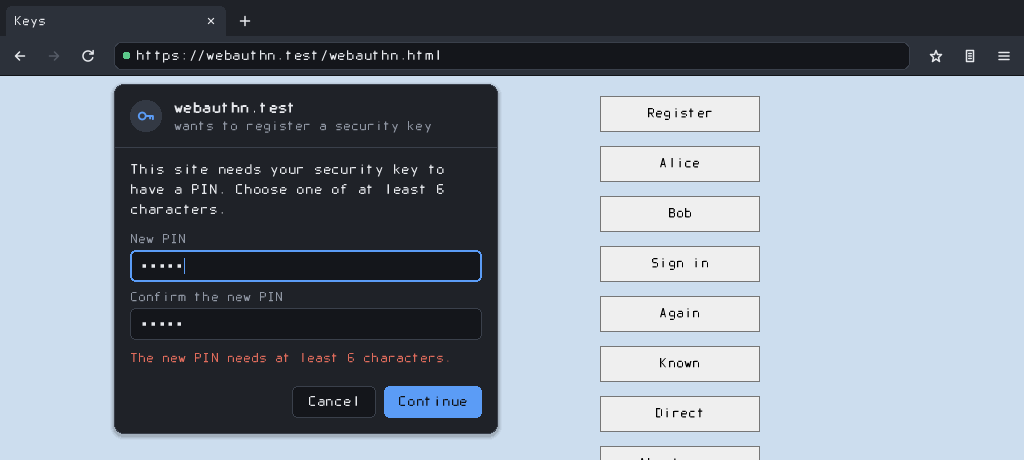 Keys
https://webauthn.test/webauthn.html
webauthn.test
wants to register a security key
This site needs your security key to
have a PIN. Choose one of at least 6
characters.
New PIN
•••••
Confirm the new PIN
•••••
The new PIN needs at least 6 characters.
Cancel
Continue
Register
Alice
Bob
Sign in
Again
Known
Direct